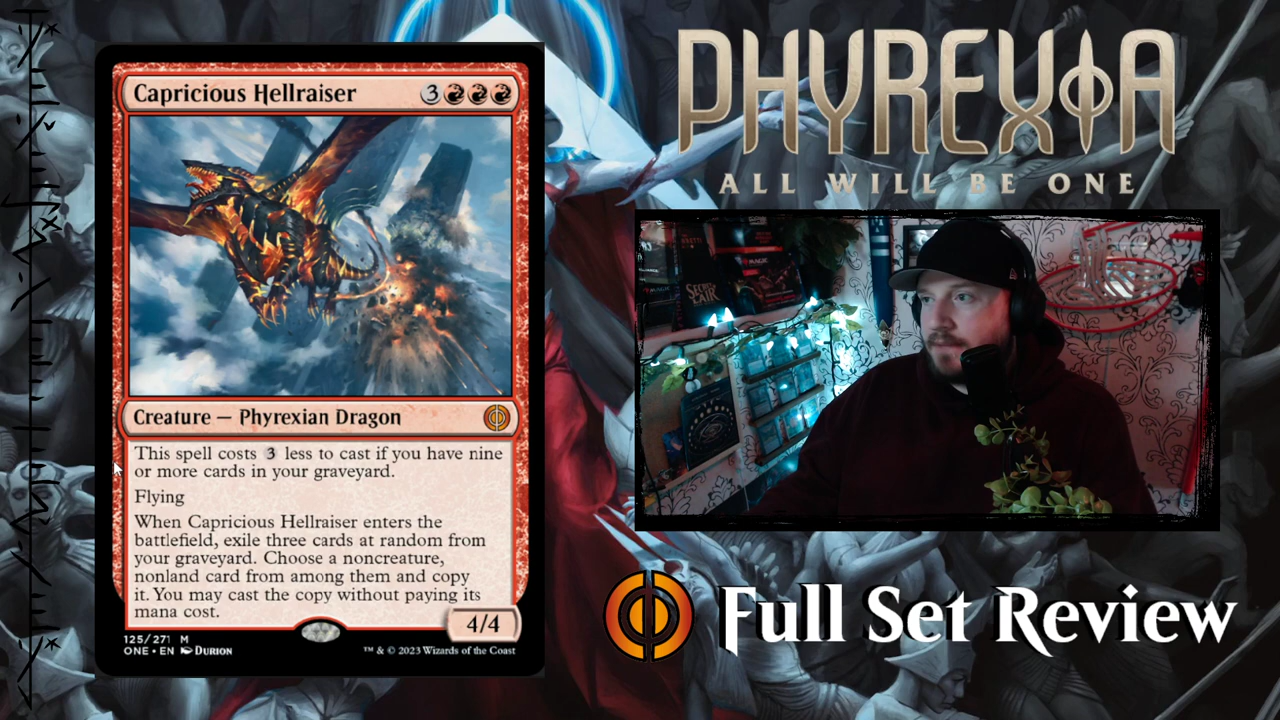 Capricious Hellraiser 3
Creature — Phyrexian Dragon
This spell costs 3 less to cast if you have nine
or more cards in your graveyard.
Flying
When Capricious Hellraiser enters the
battlefield, exile three cards at random from
your graveyard. Choose a noncreature,
nonland card from among them and copy
it. You may cast the copy without paying its
mana cost.
4/4
125/271 M
ONE • EN DURION
™ & © 2023 Wizards of the Coast
PHYREXIA
ALL WILL BE ONE
SECRET
LAIR
Full Set Review